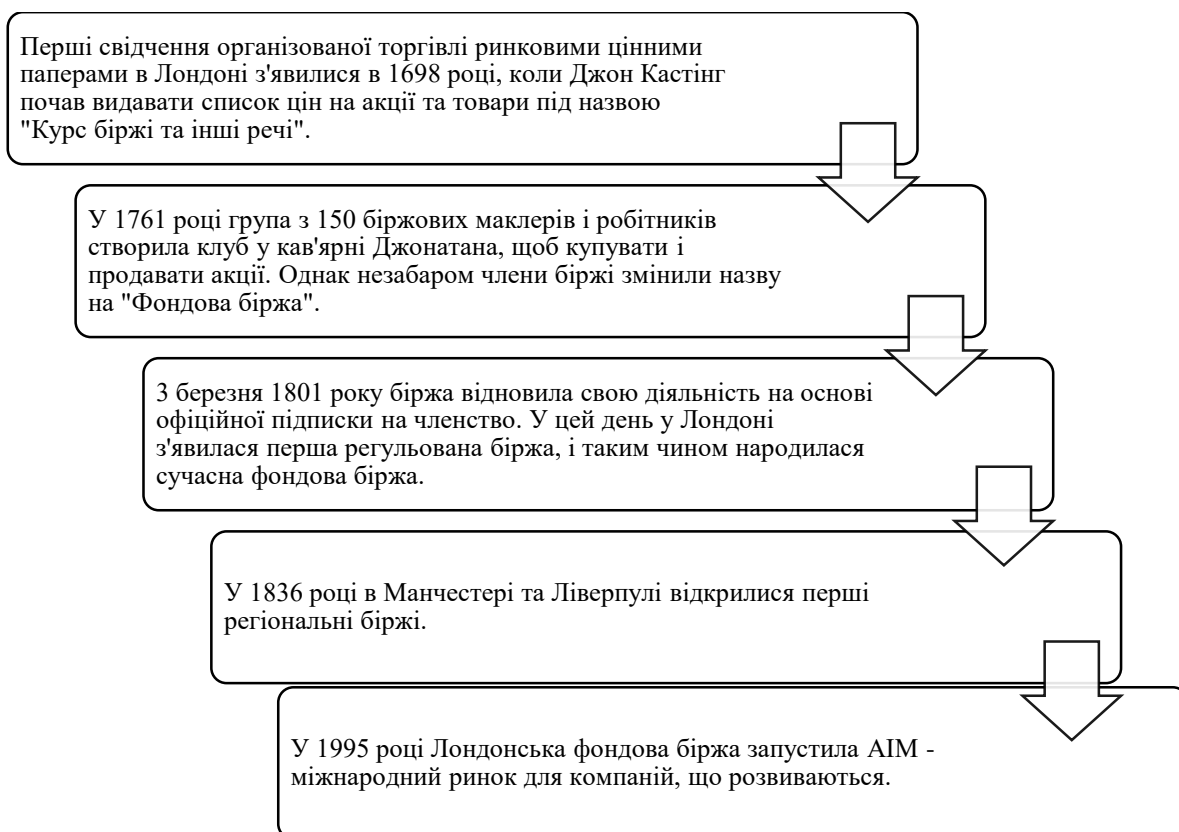 Перші свідчення організованої торгівлі ринковими цінними
паперами в Лондоні з'явилися в 1698 році, коли Джон Кастінг
почав видавати список цін на акції та товари під назвою
"Курс біржі та інші речі".
У 1761 році група з 150 біржових маклерів і робітників
створила клуб у кав'ярні Джонатана, щоб купувати і
продавати акції. Однак незабаром члени біржі змінили назву
на "Фондова біржа".
3 березня 1801 року біржа відновила свою діяльність на основі
офіційної підписки на членство. У цей день у Лондоні
з'явилася перша регульована біржа, і таким чином народилася
сучасна фондова біржа.
У 1836 році в Манчестері та Ліверпулі відкрилися перші
регіональні біржі.
У 1995 році Лондонська фондова біржа запустила AIM -
міжнародний ринок для компаній, що розвиваються.